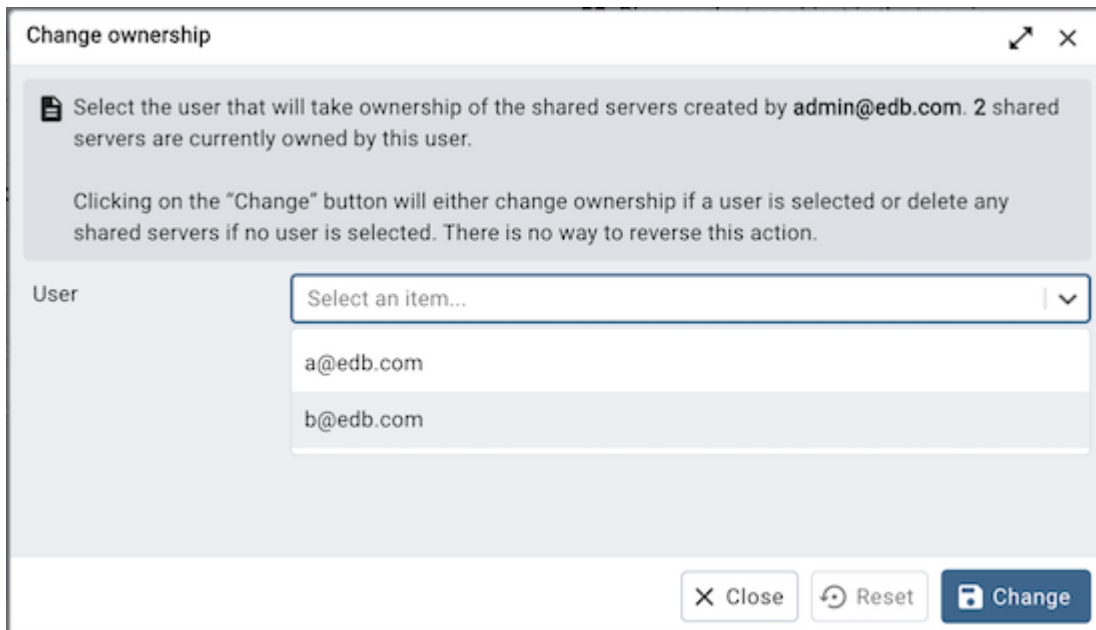 Change ownership
Select the user that will take ownership of the shared servers created by admin@edb.com. 2 shared
servers are currently owned by this user.
Clicking on the “Change” button will either change ownership if a user is selected or delete any
shared servers if no user is selected. There is no way to reverse this action.
User
Select an item...
a@edb.com
b@edb.com
Close
Reset
Change